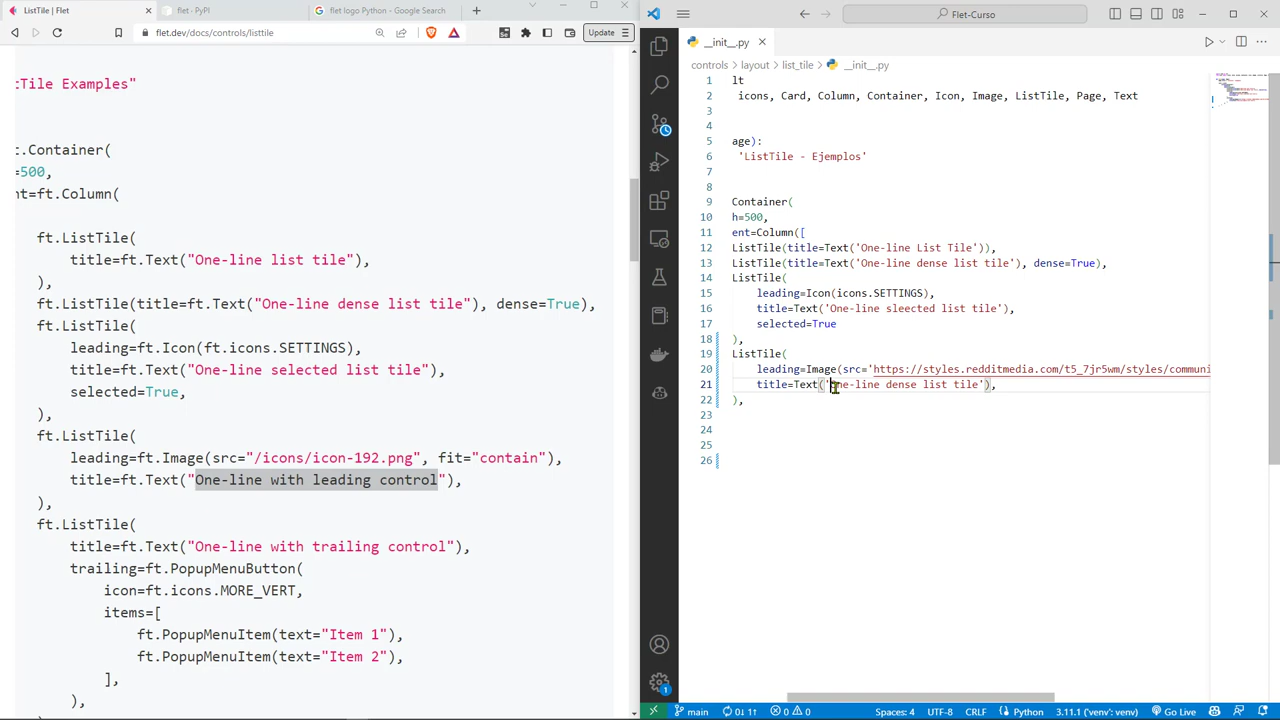 ListTile | Flet
flet · PyPI
flet logo Python - Google Search
flet.dev/docs/controls/listtile
Update
tTile Examples"
t.Container(
=500,
nt=ft.Column(
ft.ListTile(
title=ft.Text("One-line list tile"),
),
ft.ListTile(title=ft.Text("One-line dense list tile"), dense=True),
ft.ListTile(
leading=ft.Icon(ft.icons.SETTINGS),
title=ft.Text("One-line selected list tile"),
selected=True,
),
ft.ListTile(
leading=ft.Image(src="/icons/icon-192.png", fit="contain"),
title=ft.Text("One-line with leading control"),
),
ft.ListTile(
title=ft.Text("One-line with trailing control"),
trailing=ft.PopupMenuButton(
icon=ft.icons.MORE_VERT,
items=[
ft.PopupMenuItem(text="Item 1"),
ft.PopupMenuItem(text="Item 2"),
],
),
Flet-Curso
__init__.py
controls > layout > list_tile > __init__.py
1 lt
2 icons, Card, Column, Container, Icon, Image, ListTile, Page, Text
3
4
5 age):
6 'ListTile - Ejemplos'
7
8
9 Container(
10 h=500,
11 ent=Column([
12 ListTile(title=Text('One-line List Tile')),
13 ListTile(title=Text('One-line dense list tile'), dense=True),
14 ListTile(
15 leading=Icon(icons.SETTINGS),
16 title=Text('One-line sleected list tile'),
17 selected=True
18 ),
19 ListTile(
20 leading=Image(src='https://styles.redditmedia.com/t5_7jr5wm/styles/communi
21 title=Text('One-line dense list tile'),
22 ),
23
24
25
26
1
main
0↓ 1↑
0 0
Spaces: 4
UTF-8
CRLF
Python
3.11.1 ('venv': venv)
Go Live